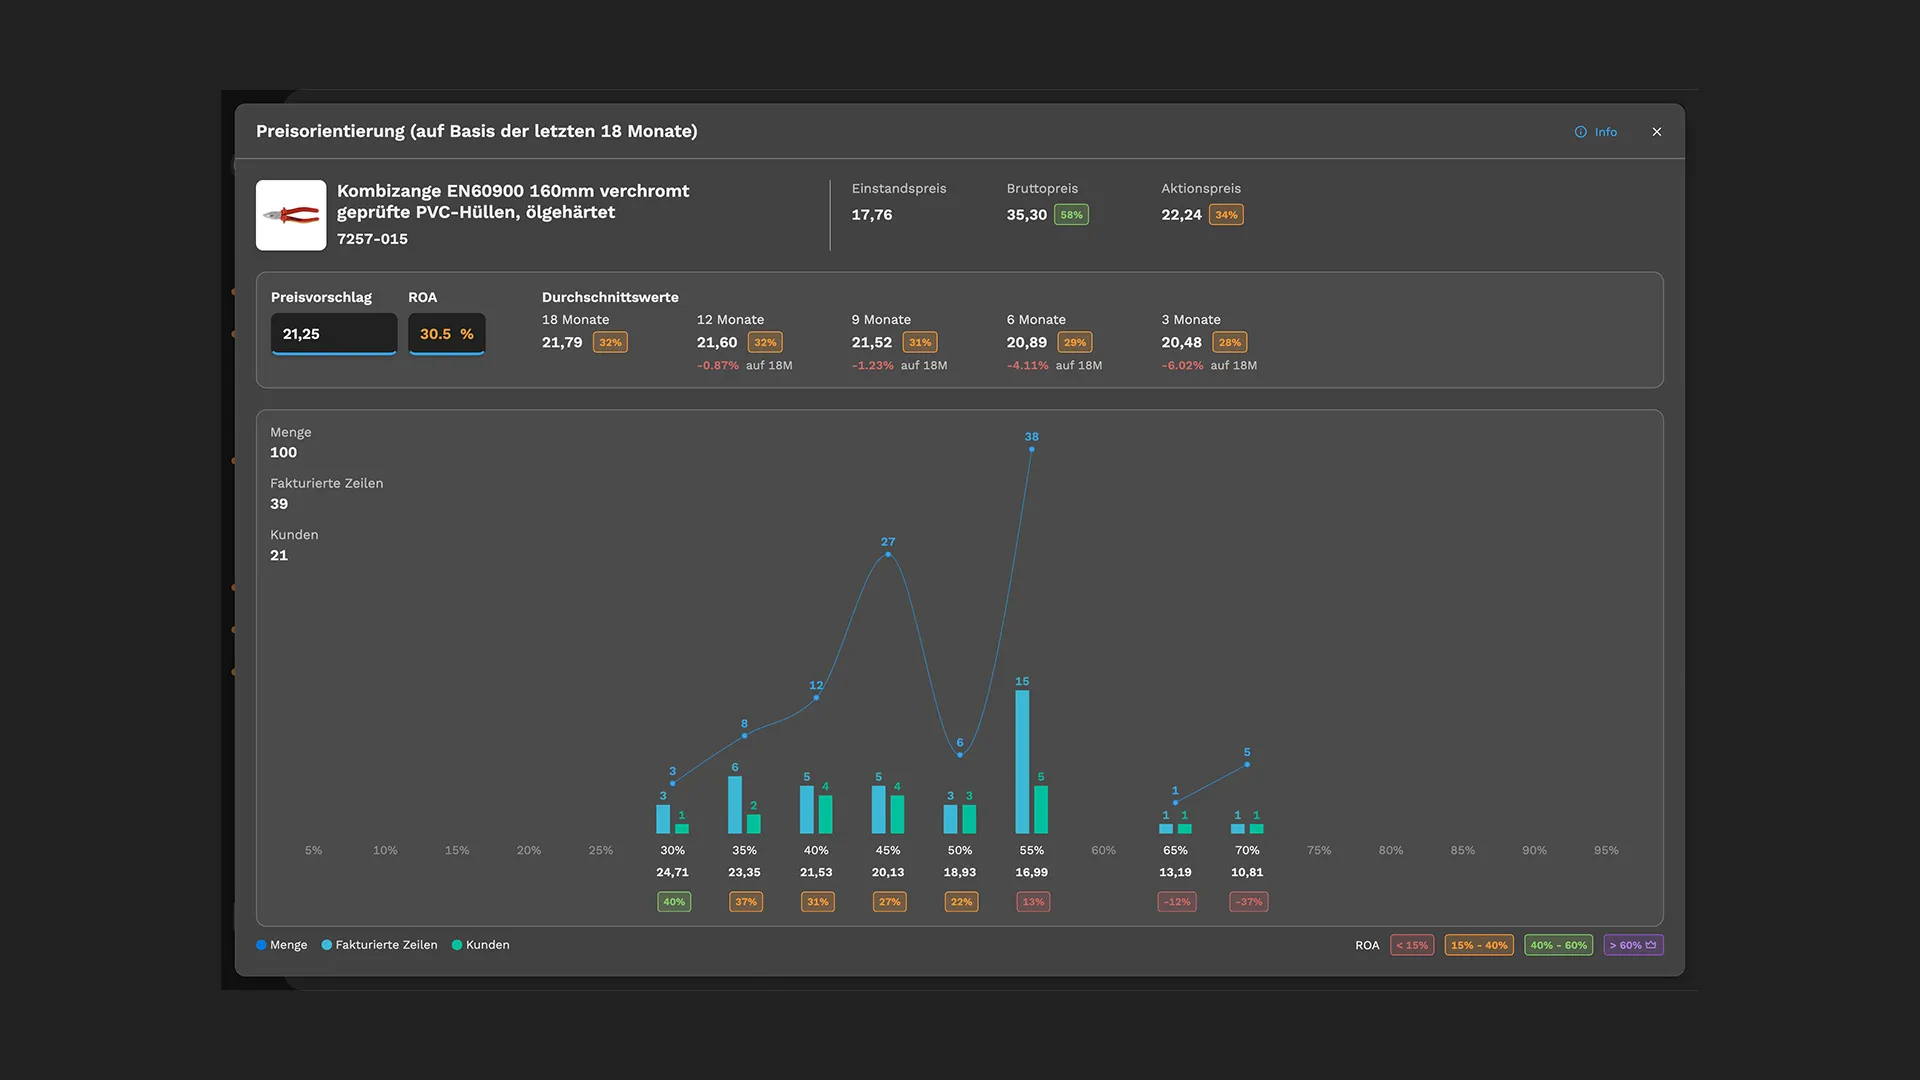 Preisorientierung (auf Basis der letzten 18 Monate)
Info
Kombizange EN60900 160mm verchromt
geprüfte PVC-Hüllen, ölgehärtet
7257-015
Einstandspreis
17,76
Bruttopreis
35,30 58%
Aktionspreis
22,24 34%
Preisvorschlag
21,25
ROA
30.5 %
Durchschnittswerte
18 Monate
21,79 32%
12 Monate
21,60 32%
-0.87% auf 18M
9 Monate
21,52 31%
-1.23% auf 18M
6 Monate
20,89 29%
-4.11% auf 18M
3 Monate
20,48 28%
-6.02% auf 18M
Menge
100
Fakturierte Zeilen
39
Kunden
21
38
27
15
12
8
6
5
3
6
5
5
5
4
4
1
3
3
3
2
1
1
1
1
1
5% 10% 15% 20% 25% 30% 35% 40% 45% 50% 55% 60% 65% 70% 75% 80% 85% 90% 95%
24,71 23,35 21,53 20,13 18,93 16,99 13,19 10,81
40% 37% 31% 27% 22% 13% -12% -37%
Menge Fakturierte Zeilen Kunden
ROA < 15% 15% - 40% 40% - 60% > 60%